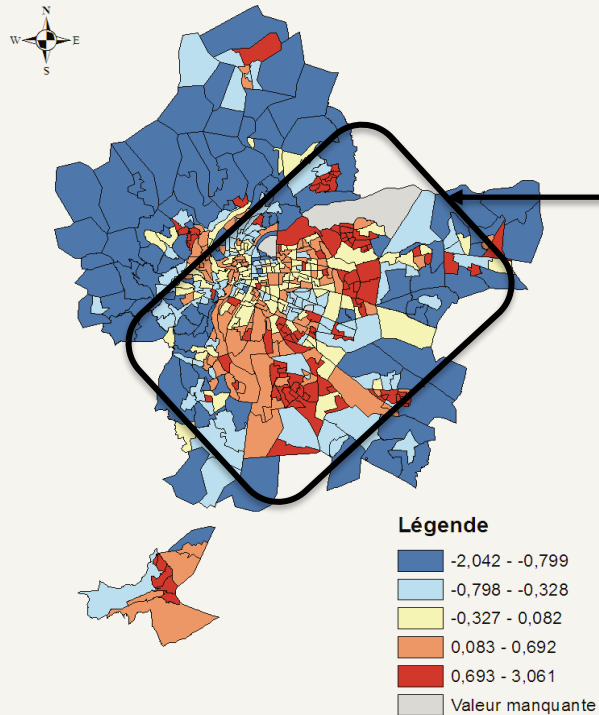 N
W E
S
Légende
-2,042 - -0,799
-0,798 - -0,328
-0,327 - 0,082
0,083 - 0,692
0,693 - 3,061
Valeur manquante